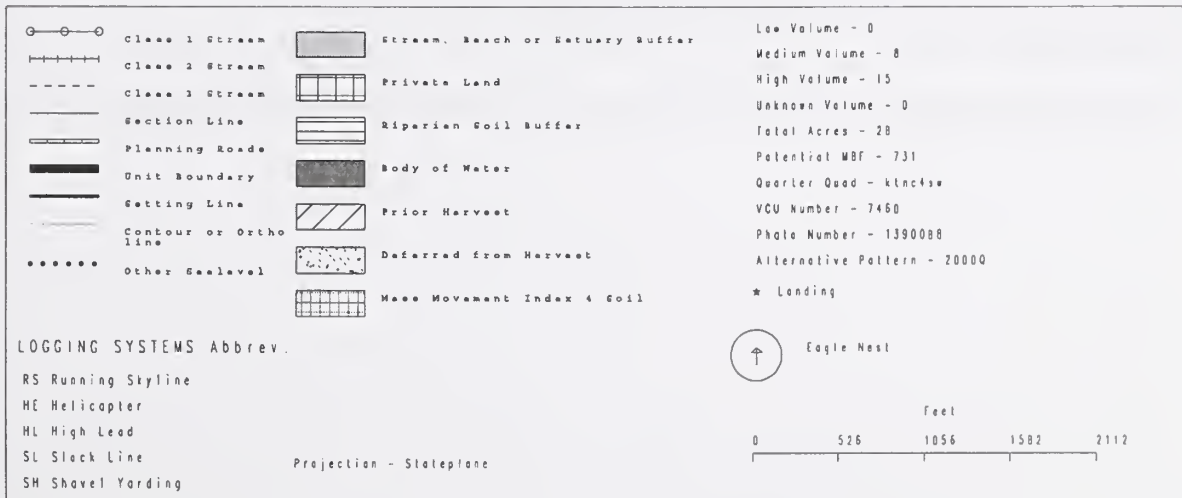 Class 1 Stream
Class 2 Stream
Class 3 Stream
Section Line
Planning Roads
Unit Boundary
Setting Line
Contour or Ortho
line
Other Sealevel
Stream, Beach or Estuary Buffer
Private Land
Riparian Soil Buffer
Body of Water
Prior Harvest
Deferred from Harvest
Mass Movement Index 4 Soil
Low Volume - 0
Medium Volume - 8
High Volume - 15
Unknown Volume - 0
Total Acres - 28
Potential MBF - 731
Quarter Quad - ktnc4sw
VCU Number - 7460
Photo Number - 1390088
Alternative Pattern - 2000Q
★ Landing
Eagle Nest
LOGGING SYSTEMS Abbrev.
RS Running Skyline
HE Helicopter
HL High Lead
SL Slack Line
SH Shovel Yarding
Projection - Stateplane
Feet
0 526 1056 1582 2112